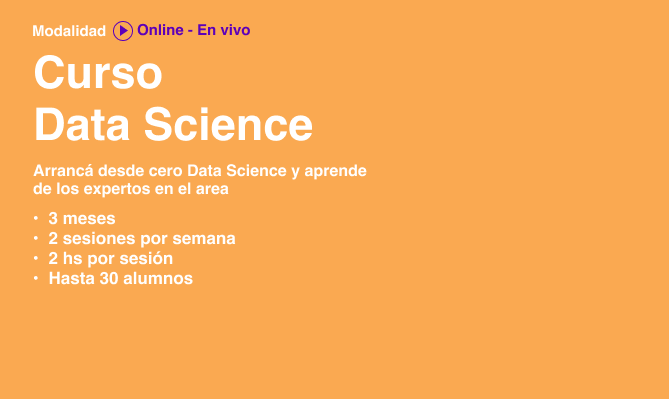 Modalidad Online - En vivo
Curso
Data Science
Arrancá desde cero Data Science y aprende
de los expertos en el area
• 3 meses
• 2 sesiones por semana
• 2 hs por sesión
• Hasta 30 alumnos